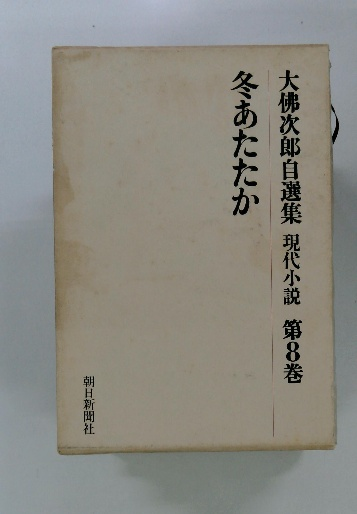 大佛次郎自選集 現代小説 第8巻
冬あたたか
朝日新聞社